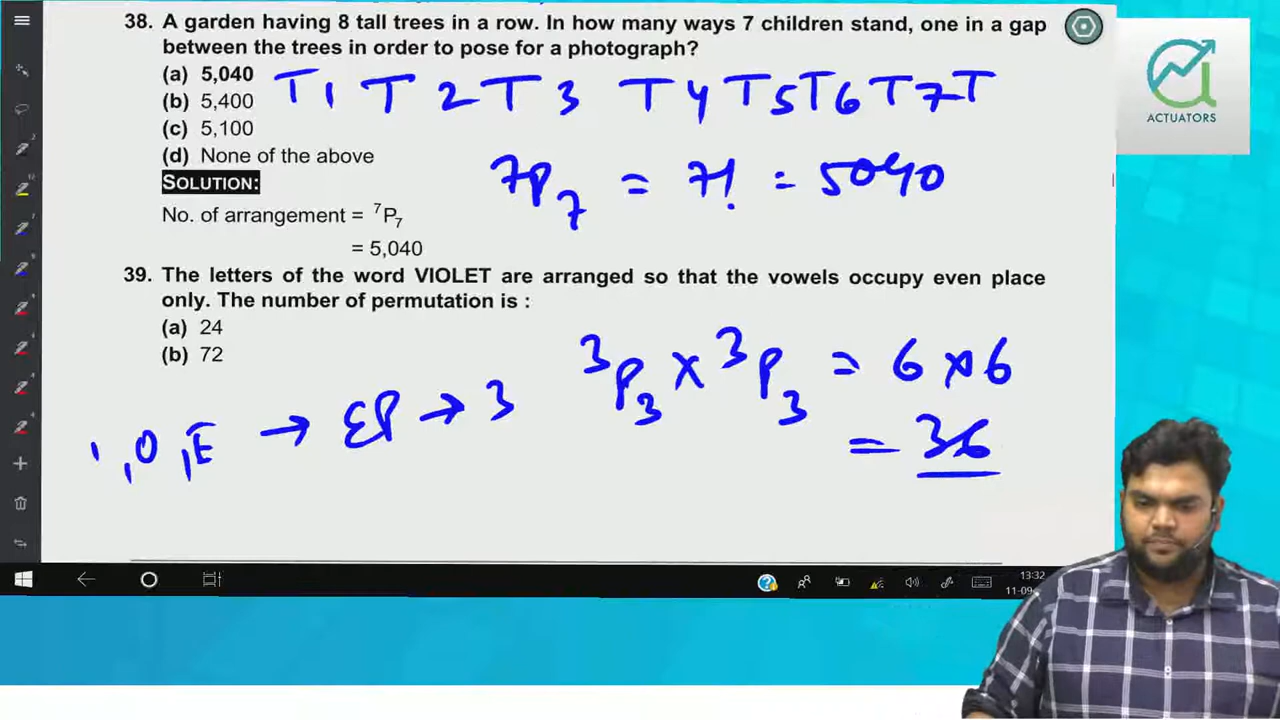 38. A garden having 8 tall trees in a row. In how many ways 7 children stand, one in a gap
between the trees in order to pose for a photograph?
(a) 5,040
T 1 T 2 T 3 T 4 T 5 T 6 T 7 T
(b) 5,400
(c) 5,100
ACTUATORS
(d) None of the above
SOLUTION:
7P7 = 7! = 5040
No. of arrangement = ⁷P₇
= 5,040
39. The letters of the word VIOLET are arranged so that the vowels occupy even place
only. The number of permutation is :
(a) 24
(b) 72
³P₃ × ³P₃ = 6 × 6
I, O, E → EP → 3
= 36
13:32
11-09-